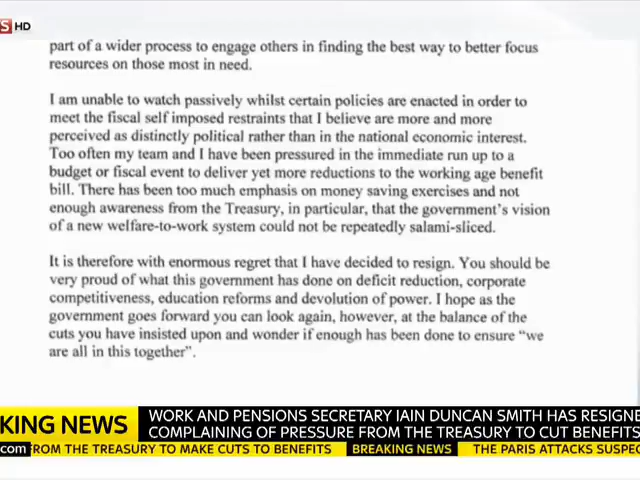 S HD
part of a wider process to engage others in finding the best way to better focus
resources on those most in need.
I am unable to watch passively whilst certain policies are enacted in order to
meet the fiscal self imposed restraints that I believe are more and more
perceived as distinctly political rather than in the national economic interest.
Too often my team and I have been pressured in the immediate run up to a
budget or fiscal event to deliver yet more reductions to the working age benefit
bill. There has been too much emphasis on money saving exercises and not
enough awareness from the Treasury, in particular, that the government's vision
of a new welfare-to-work system could not be repeatedly salami-sliced.
It is therefore with enormous regret that I have decided to resign. You should be
very proud of what this government has done on deficit reduction, corporate
competitiveness, education reforms and devolution of power. I hope as the
government goes forward you can look again, however, at the balance of the
cuts you have insisted upon and wonder if enough has been done to ensure "we
are all in this together".
KING NEWS
WORK AND PENSIONS SECRETARY IAIN DUNCAN SMITH HAS RESIGNE
COMPLAINING OF PRESSURE FROM THE TREASURY TO CUT BENEFITS
.com FROM THE TREASURY TO MAKE CUTS TO BENEFITS BREAKING NEWS THE PARIS ATTACKS SUSPEC